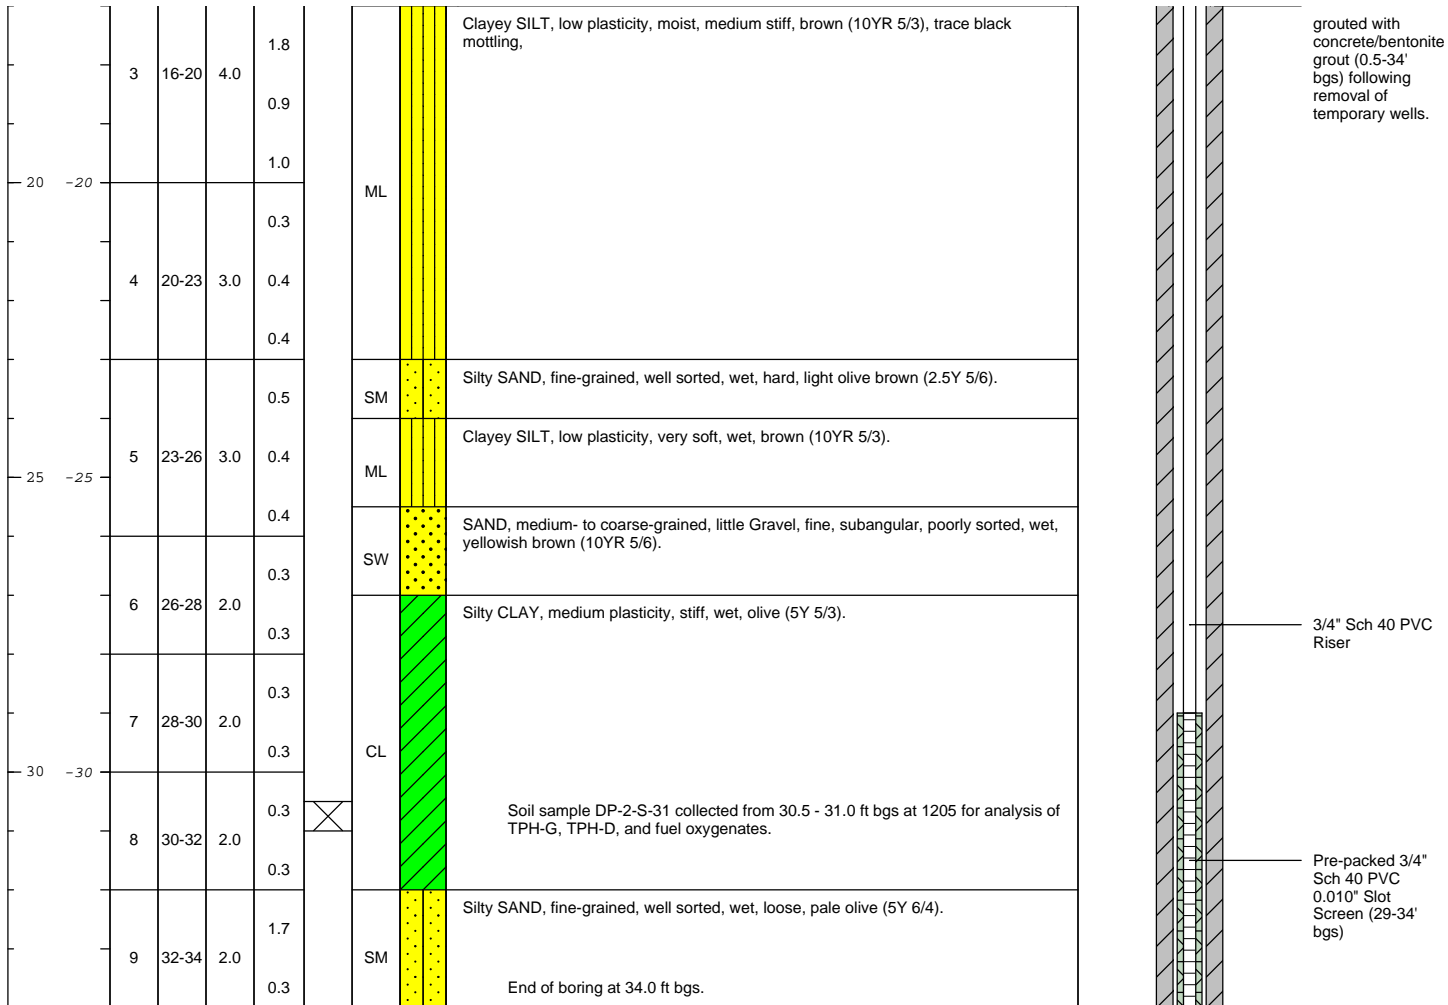 Clayey SILT, low plasticity, moist, medium stiff, brown (10YR 5/3), trace black
mottling,
grouted with
concrete/bentonite
grout (0.5-34'
bgs) following
removal of
temporary wells.
1.8
3 16-20 4.0
0.9
1.0
20 -20
ML
0.3
4 20-23 3.0 0.4
0.4
Silty SAND, fine-grained, well sorted, wet, hard, light olive brown (2.5Y 5/6).
0.5 SM
Clayey SILT, low plasticity, very soft, wet, brown (10YR 5/3).
5 23-26 3.0 0.4
ML
25 -25
0.4
SAND, medium- to coarse-grained, little Gravel, fine, subangular, poorly sorted, wet,
yellowish brown (10YR 5/6).
SW
0.3
6 26-28 2.0
Silty CLAY, medium plasticity, stiff, wet, olive (5Y 5/3).
0.3
3/4" Sch 40 PVC
Riser
0.3
7 28-30 2.0
0.3
CL
30 -30
0.3
Soil sample DP-2-S-31 collected from 30.5 - 31.0 ft bgs at 1205 for analysis of
TPH-G, TPH-D, and fuel oxygenates.
8 30-32 2.0
0.3
Pre-packed 3/4"
Sch 40 PVC
0.010" Slot
Screen (29-34'
bgs)
Silty SAND, fine-grained, well sorted, wet, loose, pale olive (5Y 6/4).
1.7
9 32-34 2.0
SM
0.3
End of boring at 34.0 ft bgs.